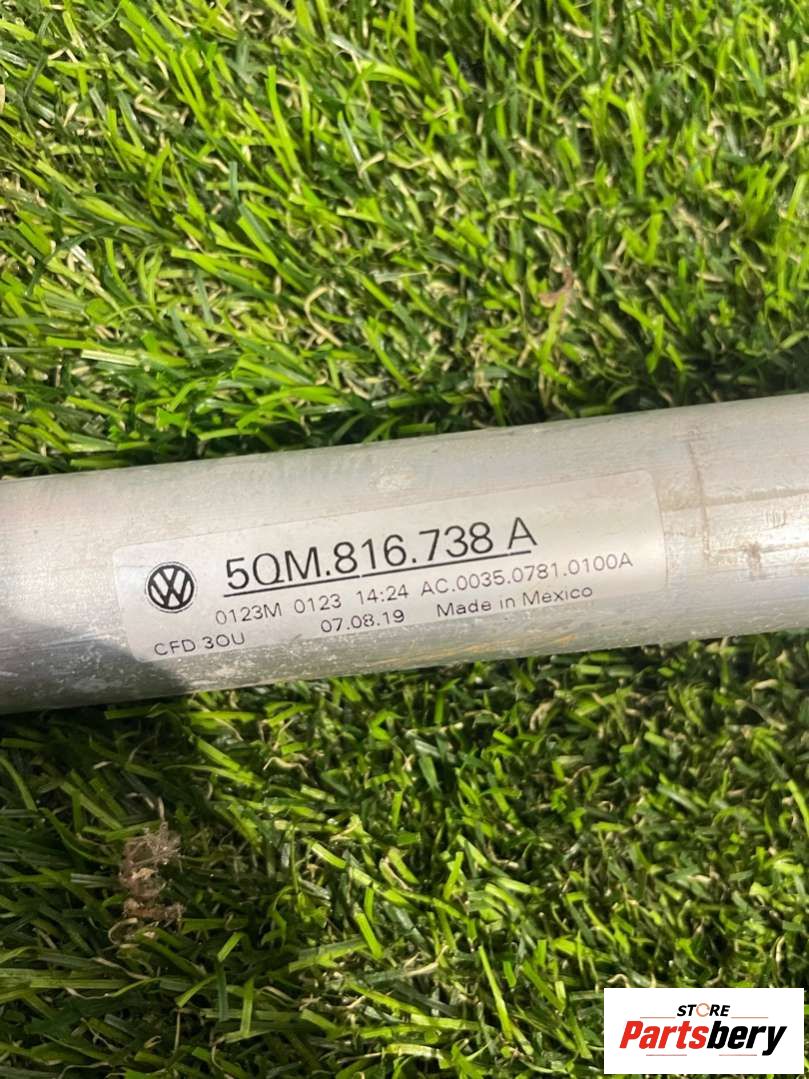 5QM.816.738 A
0123M 0123 14:24 AC.0035.0781.0100A
CFD 3OU 07.08.19 Made in Mexico
STORE
Partsbery